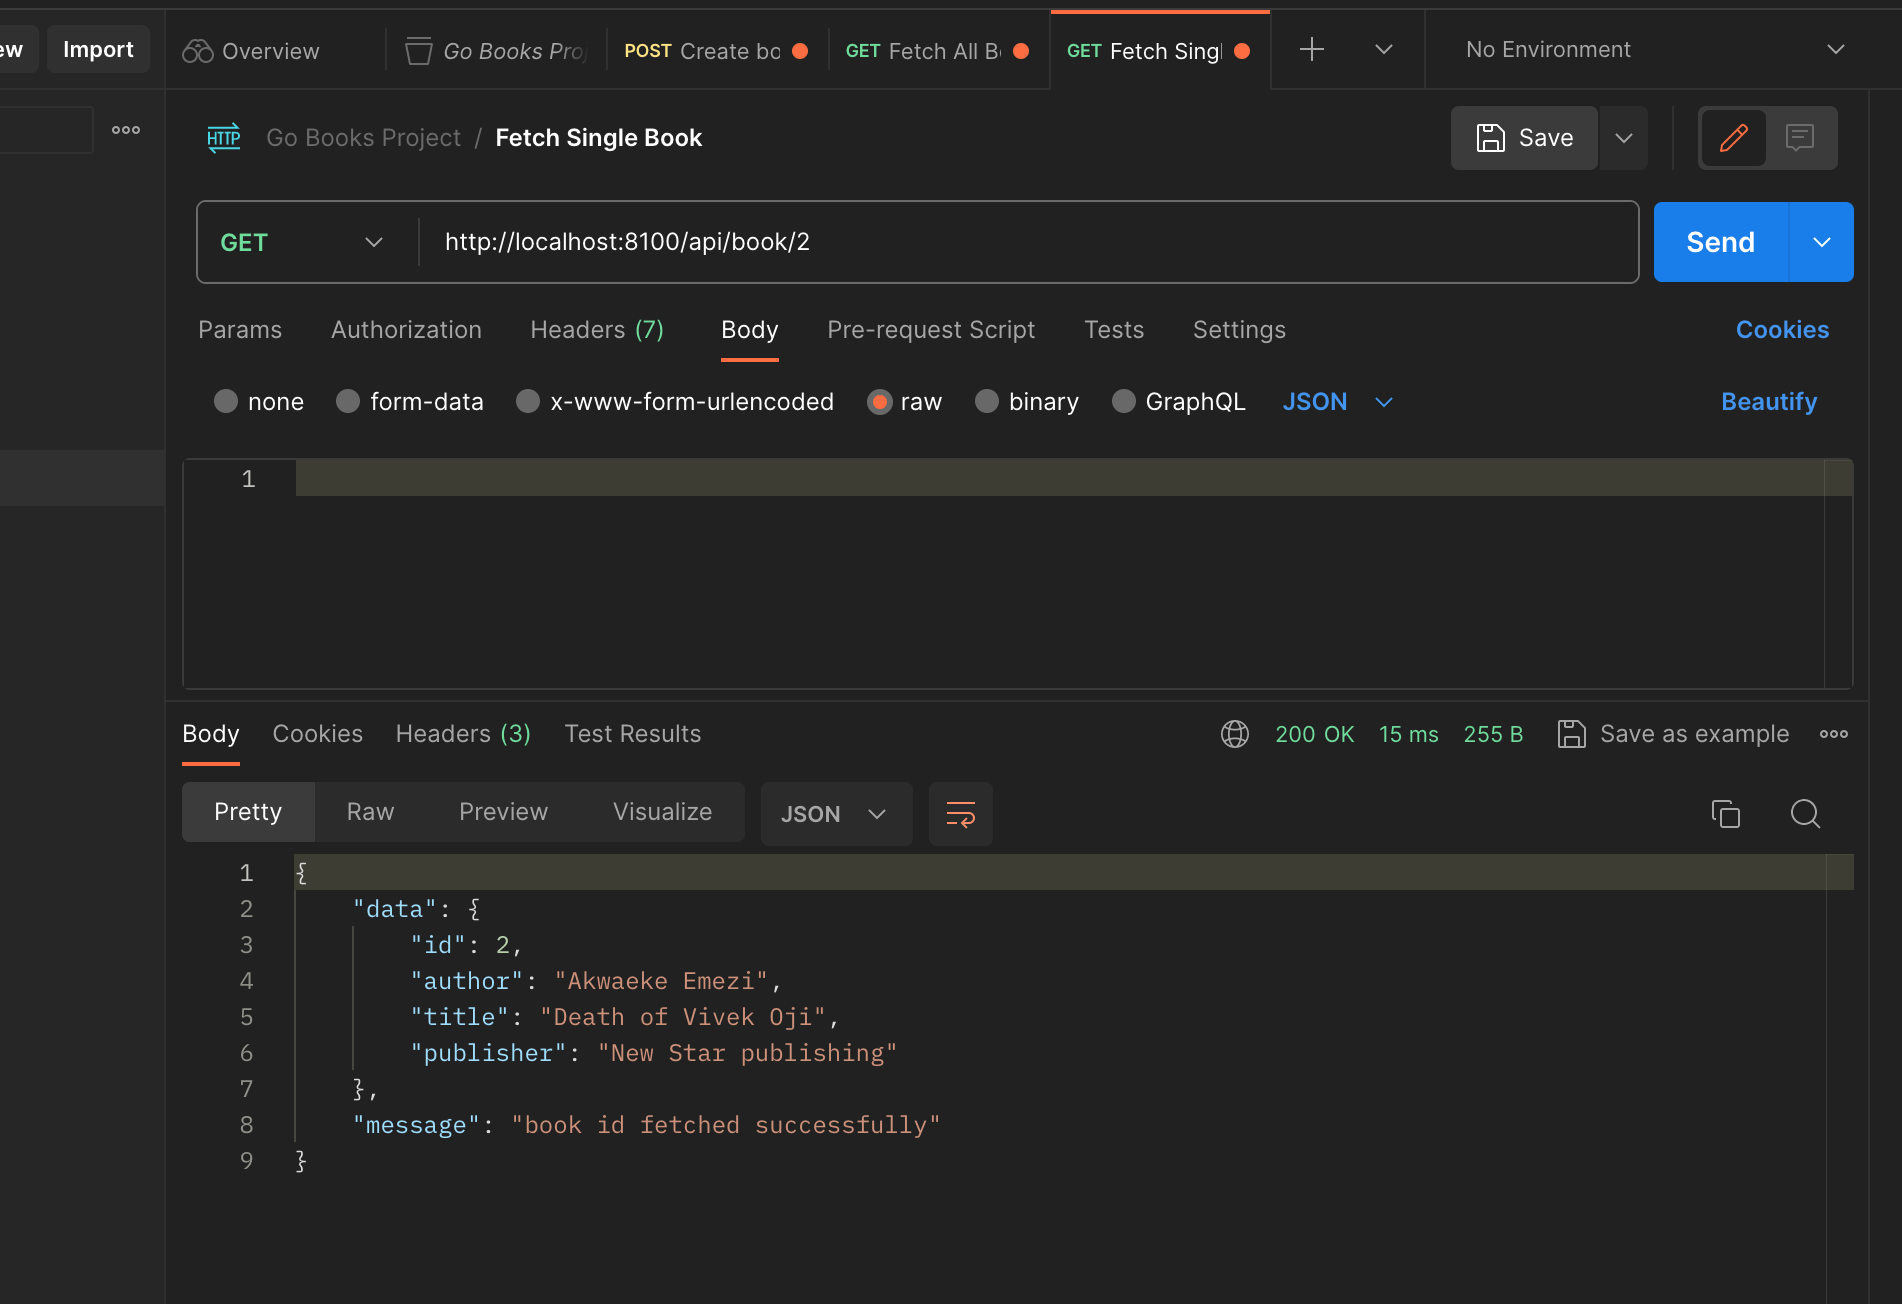 ew Import Overview Go Books Pro POST Create bo GET Fetch All B GET Fetch Sing No Environment
HTTP Go Books Project / Fetch Single Book Save
GET http://localhost:8100/api/book/2 Send
Params Authorization Headers (7) Body Pre-request Script Tests Settings Cookies
none form-data x-www-form-urlencoded raw binary GraphQL JSON Beautify
1
Body Cookies Headers (3) Test Results 200 OK 15 ms 255 B Save as example
Pretty Raw Preview Visualize JSON
1 {
2 "data": {
3 "id": 2,
4 "author": "Akwaeke Emezi",
5 "title": "Death of Vivek Oji",
6 "publisher": "New Star publishing"
7 },
8 "message": "book id fetched successfully"
9 }